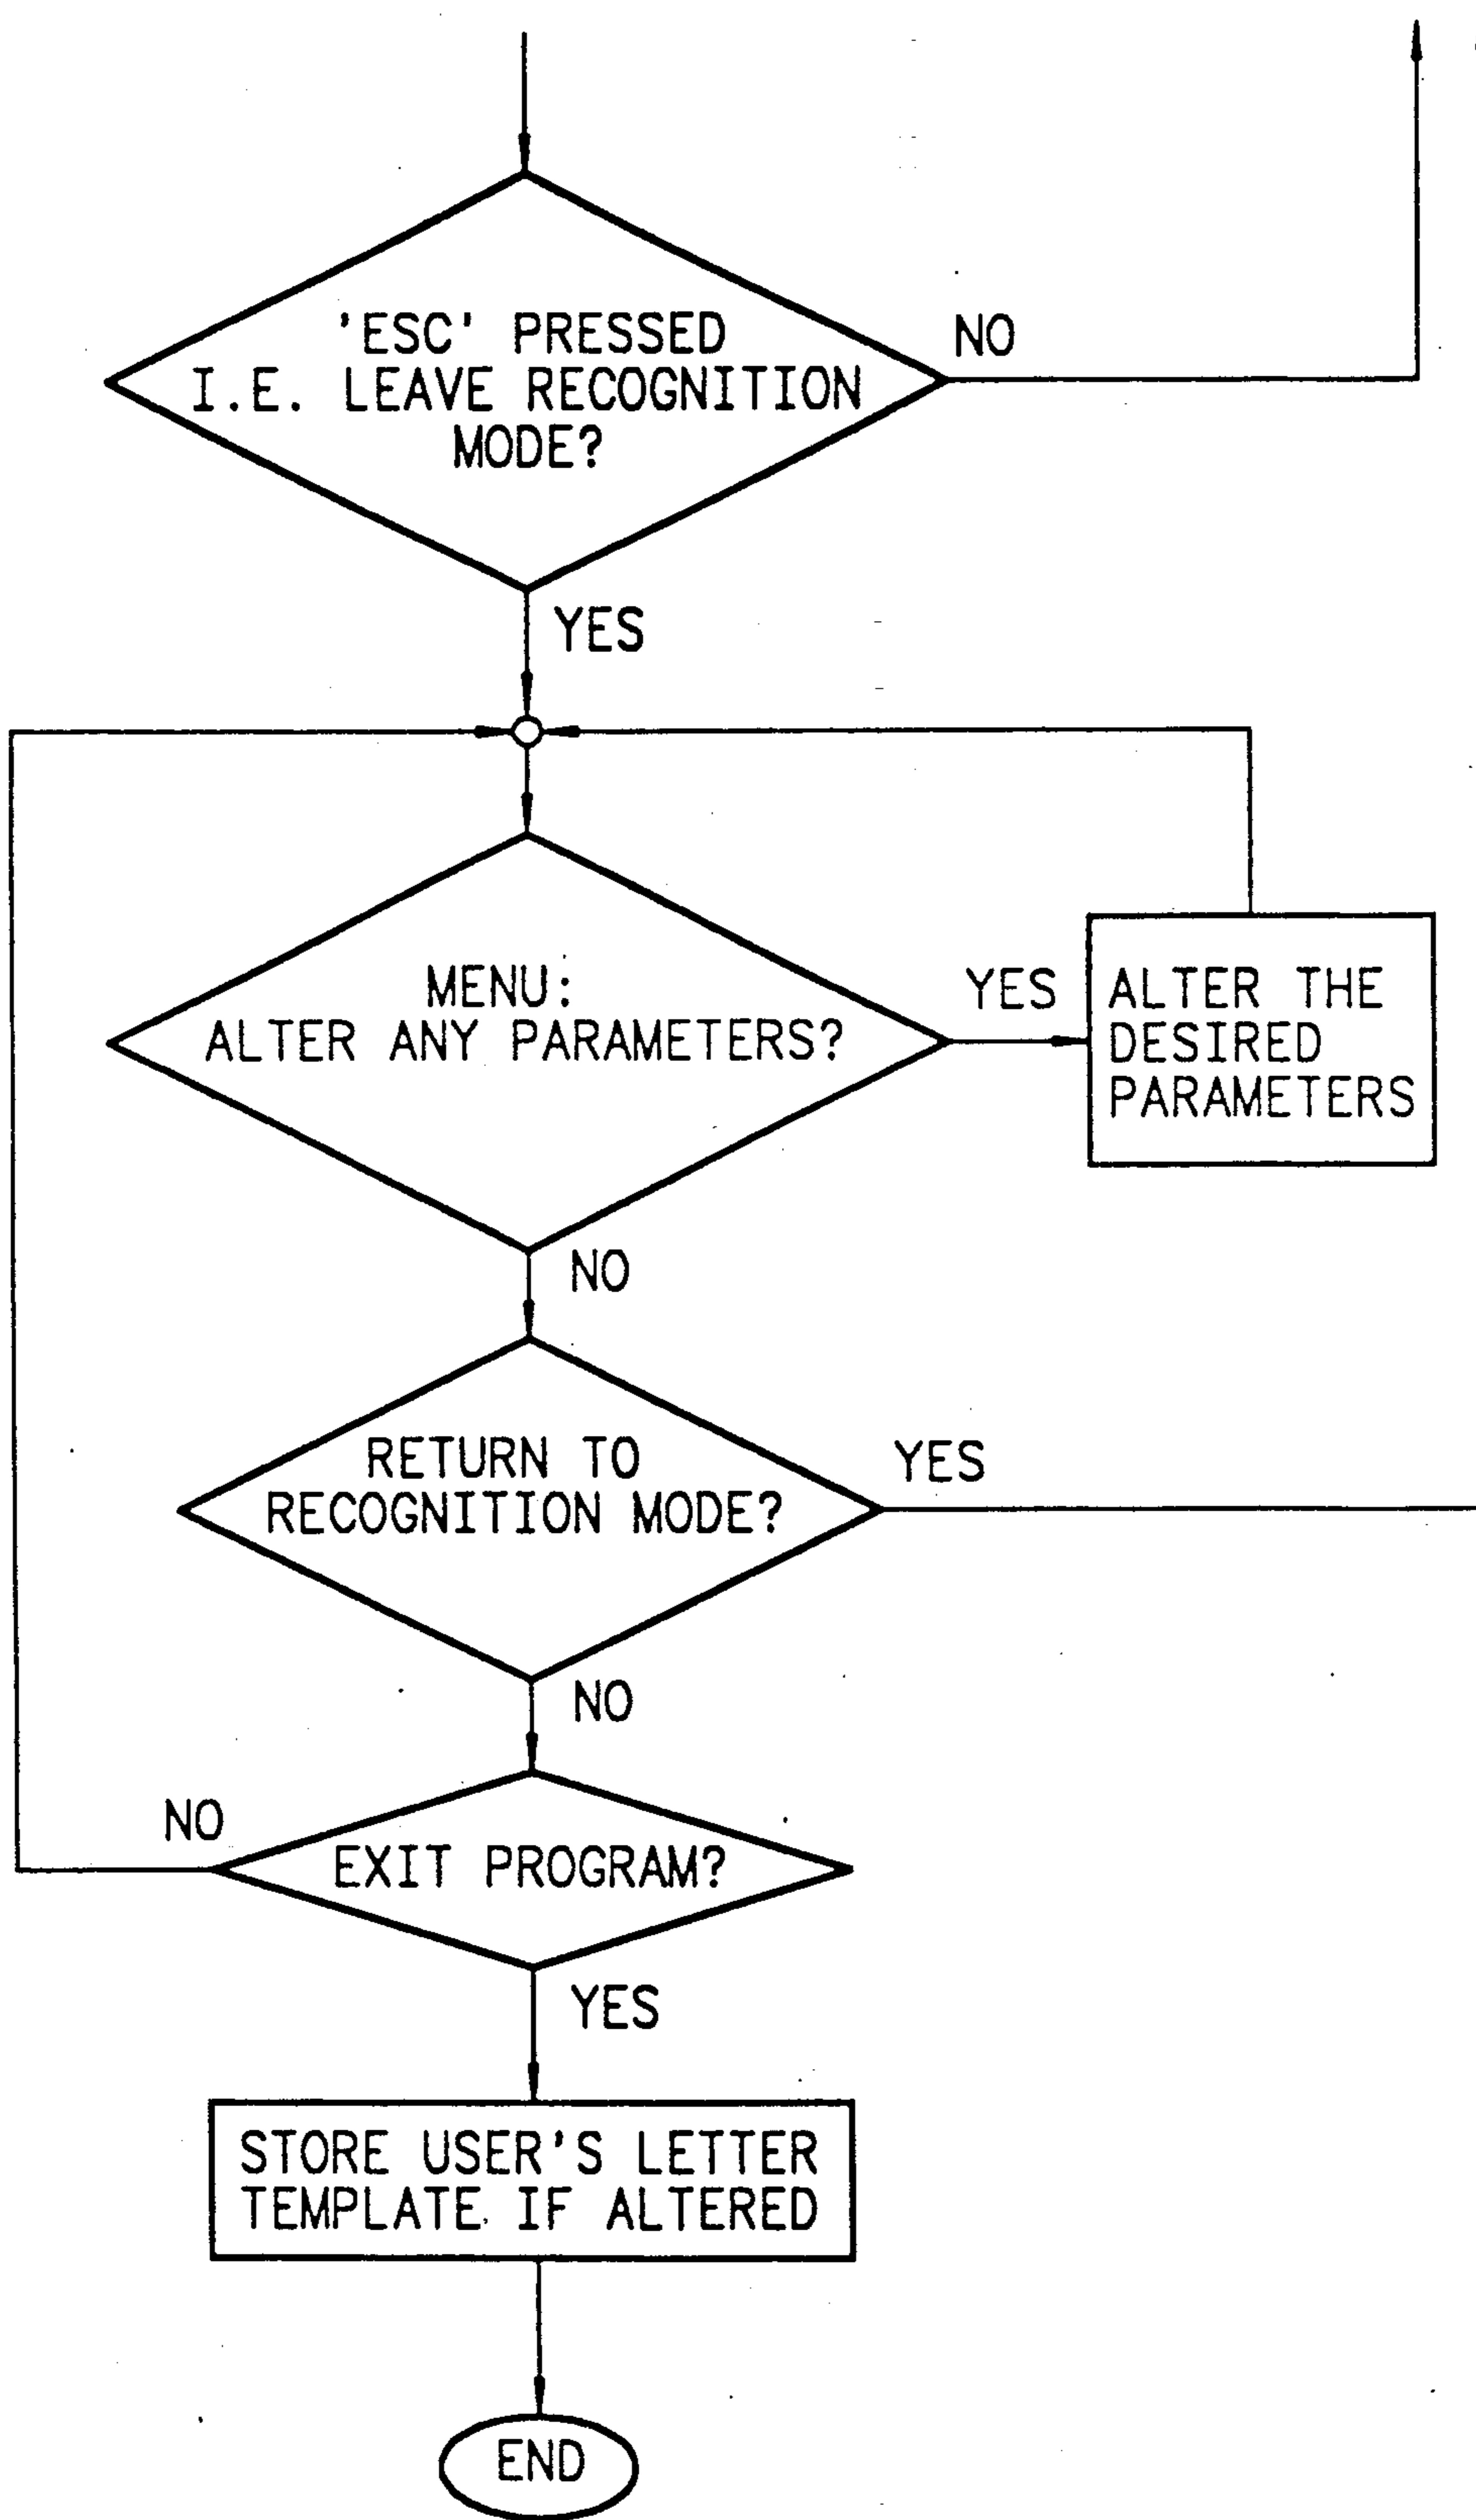 'ESC' PRESSED
I.E. LEAVE RECOGNITION
MODE?
NO
YES
MENU:
ALTER ANY PARAMETERS?
YES
ALTER THE
DESIRED
PARAMETERS
NO
RETURN TO
RECOGNITION MODE?
YES
NO
NO
EXIT PROGRAM?
YES
STORE USER'S LETTER
TEMPLATE IF ALTERED
END